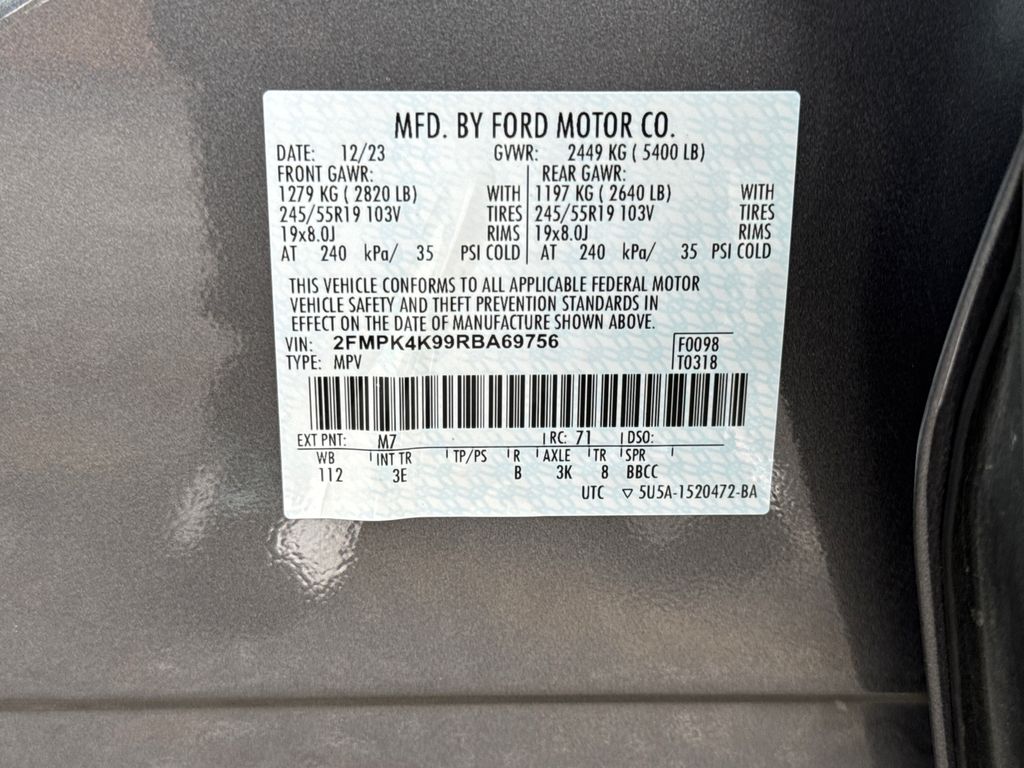 MFD. BY FORD MOTOR CO.
DATE: 12/23 GVWR: 2449 KG ( 5400 LB)
FRONT GAWR: REAR GAWR:
1279 KG ( 2820 LB) WITH 1197 KG ( 2640 LB) WITH
245/55R19 103V TIRES 245/55R19 103V TIRES
19x8.0J RIMS 19x8.0J RIMS
AT 240 kPa/ 35 PSI COLD AT 240 kPa/ 35 PSI COLD
THIS VEHICLE CONFORMS TO ALL APPLICABLE FEDERAL MOTOR
VEHICLE SAFETY AND THEFT PREVENTION STANDARDS IN
EFFECT ON THE DATE OF MANUFACTURE SHOWN ABOVE.
VIN: 2FMPK4K99RBA69756 F0098
TYPE: MPV T0318
EXT PNT: M7 RC: 71 DSO:
WB INT TR TP/PS R AXLE TR SPR
112 3E B 3K 8 BBCC
UTC ▽ 5U5A-1520472-BA